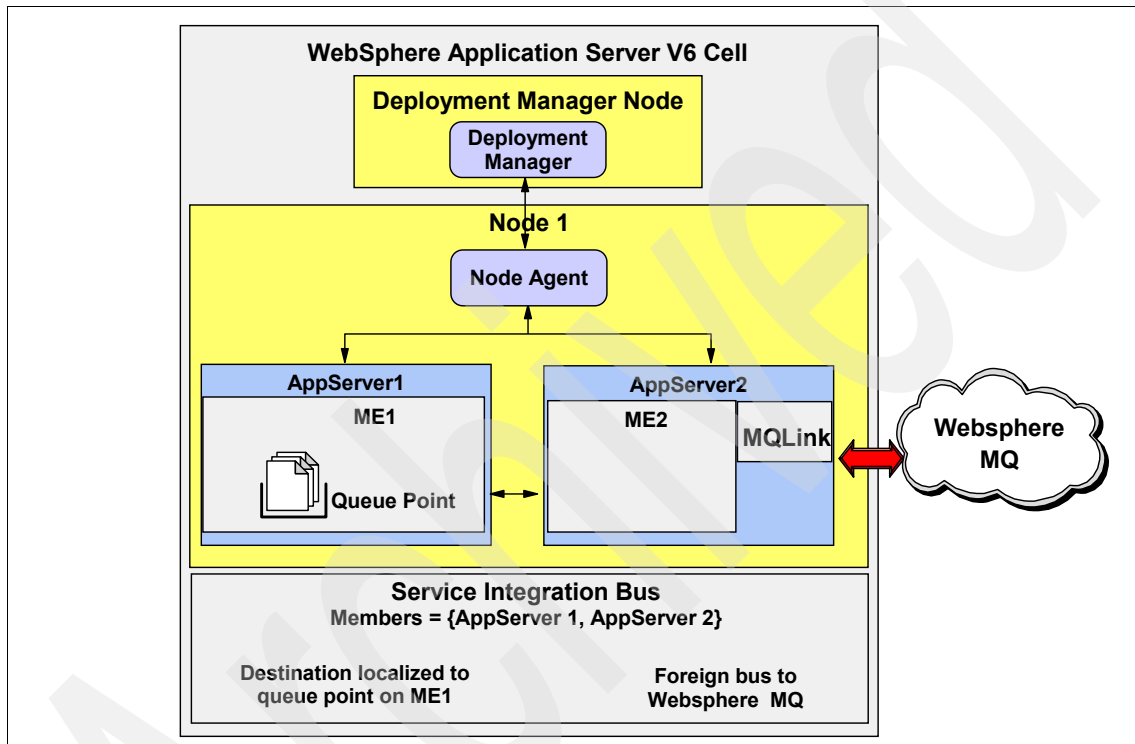 WebSphere Application Server V6 Cell
Deployment Manager Node
Deployment
Manager
Node 1
Node Agent
AppServer1
ME1
Queue Point
AppServer2
ME2
MQLink
Websphere
MQ
Service Integration Bus
Members = {AppServer 1, AppServer 2}
Destination localized to
queue point on ME1
Foreign bus to
Websphere MQ
Archived